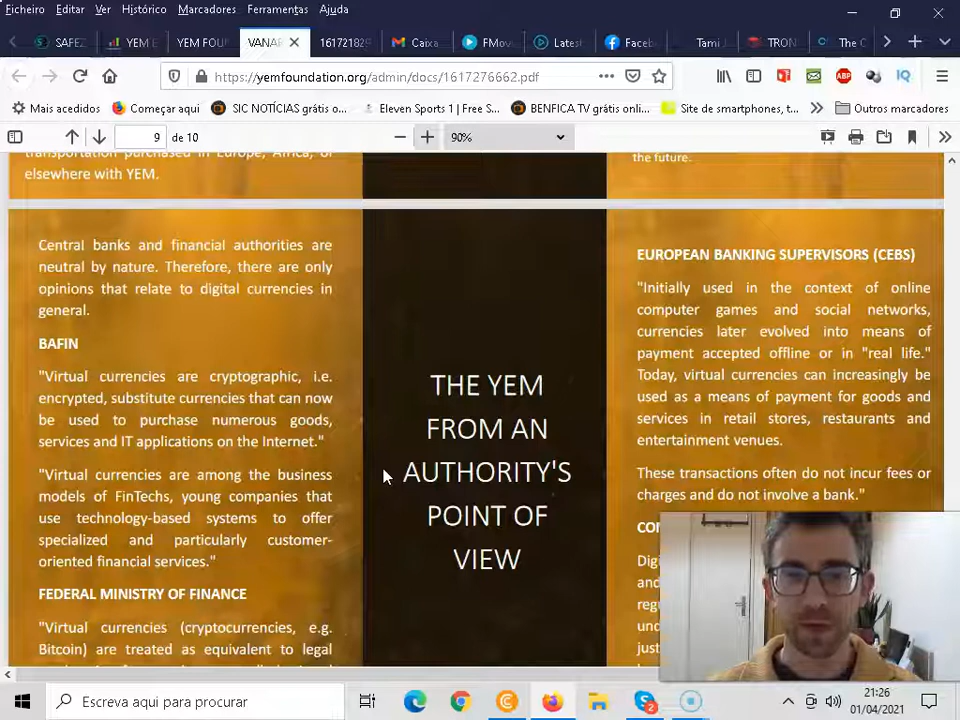 Ficheiro Editar Ver Histórico Marcadores Ferramentas Ajuda
SAFEZ
YEM E
YEM FOU
VANA
161721829
Caixa
FMov
Latest
Faceb
Tami J
TRON
The C
https://yemfoundation.org/admin/docs/1617276662.pdf
ABP
IQ
Mais acedidos
Começar aqui
SIC NOTÍCIAS grátis o...
Eleven Sports 1 | Free S...
BENFICA TV grátis onl...
Site de smartphones, t...
Outros marcadores
9 de 10
90%
transportation purchased in Europe, Africa, or
elsewhere with YEM.
the future.
Central banks and financial authorities are
neutral by nature. Therefore, there are only
opinions that relate to digital currencies in
general.
BAFIN
"Virtual currencies are cryptographic, i.e.
encrypted, substitute currencies that can now
be used to purchase numerous goods,
services and IT applications on the Internet."
"Virtual currencies are among the business
models of FinTechs, young companies that
use technology-based systems to offer
specialized and particularly customer-
oriented financial services."
FEDERAL MINISTRY OF FINANCE
"Virtual currencies (cryptocurrencies, e.g.
Bitcoin) are treated as equivalent to legal
THE YEM
FROM AN
AUTHORITY'S
POINT OF
VIEW
EUROPEAN BANKING SUPERVISORS (CEBS)
"Initially used in the context of online
computer games and social networks,
currencies later evolved into means of
payment accepted offline or in "real life."
Today, virtual currencies can increasingly be
used as a means of payment for goods and
services in retail stores, restaurants and
entertainment venues.
These transactions often do not incur fees or
charges and do not involve a bank."
Escreva aqui para procurar
2
21:26
01/04/2021